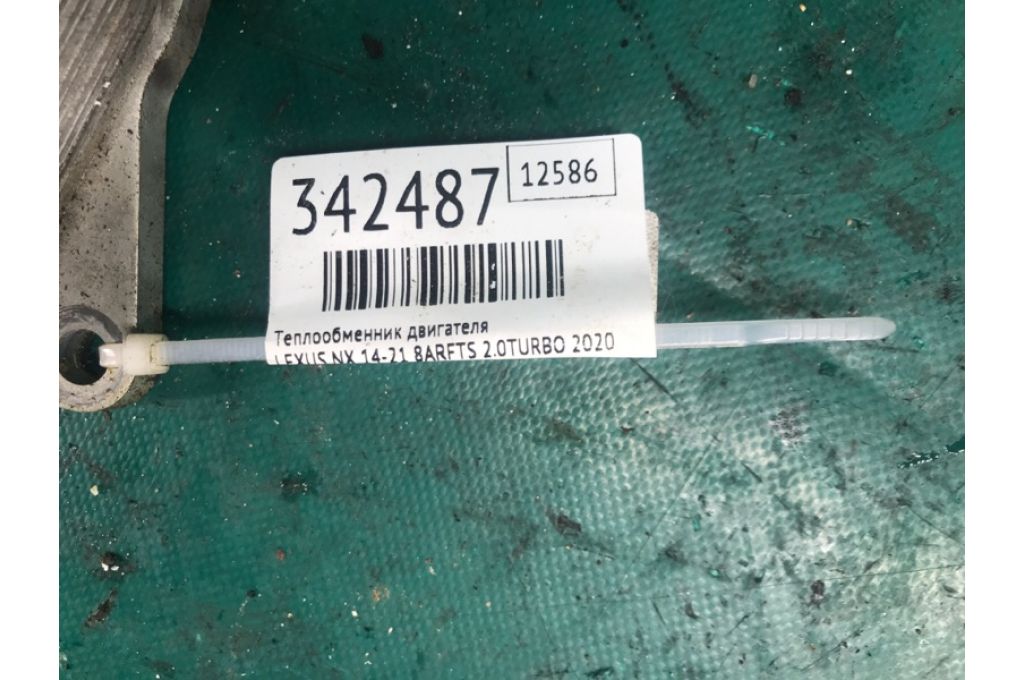 342487
12586
Теплообменник двигателя
LEXUS NX 14-21 8ARFTS 2.0TURBO 2020